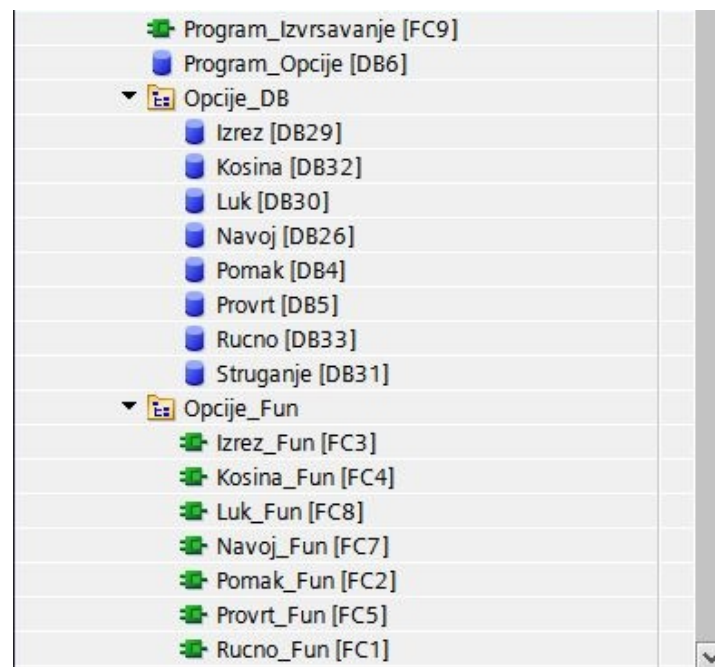 Program_Izvrsavanje [FC9]
Program_Opcije [DB6]
Opcije_DB
Izrez [DB29]
Kosina [DB32]
Luk [DB30]
Navoj [DB26]
Pomak [DB4]
Provrt [DB5]
Rucno [DB33]
Struganje [DB31]
Opcije_Fun
Izrez_Fun [FC3]
Kosina_Fun [FC4]
Luk_Fun [FC8]
Navoj_Fun [FC7]
Pomak_Fun [FC2]
Provrt_Fun [FC5]
Rucno_Fun [FC1]